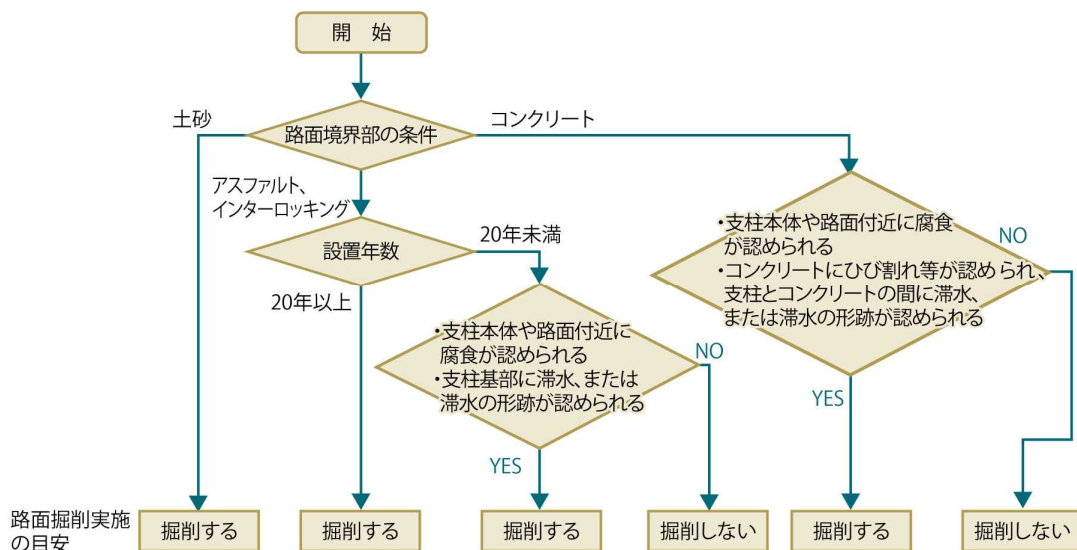 開 始
土砂
路面境界部の条件
コンクリート
アスファルト、
インターロッキング
設置年数
20年未満
20年以上
・支柱本体や路面付近に腐食
が認められる
・コンクリートにひび割れ等が認められ、
支柱とコンクリートの間に滞水、
または滞水の形跡が認められる
NO
・支柱本体や路面付近に
腐食が認められる
・支柱基部に滞水、または
滞水の形跡が認められる
NO
YES
YES
路面掘削実施
の目安
掘削する
掘削する
掘削する
掘削しない
掘削する
掘削しない